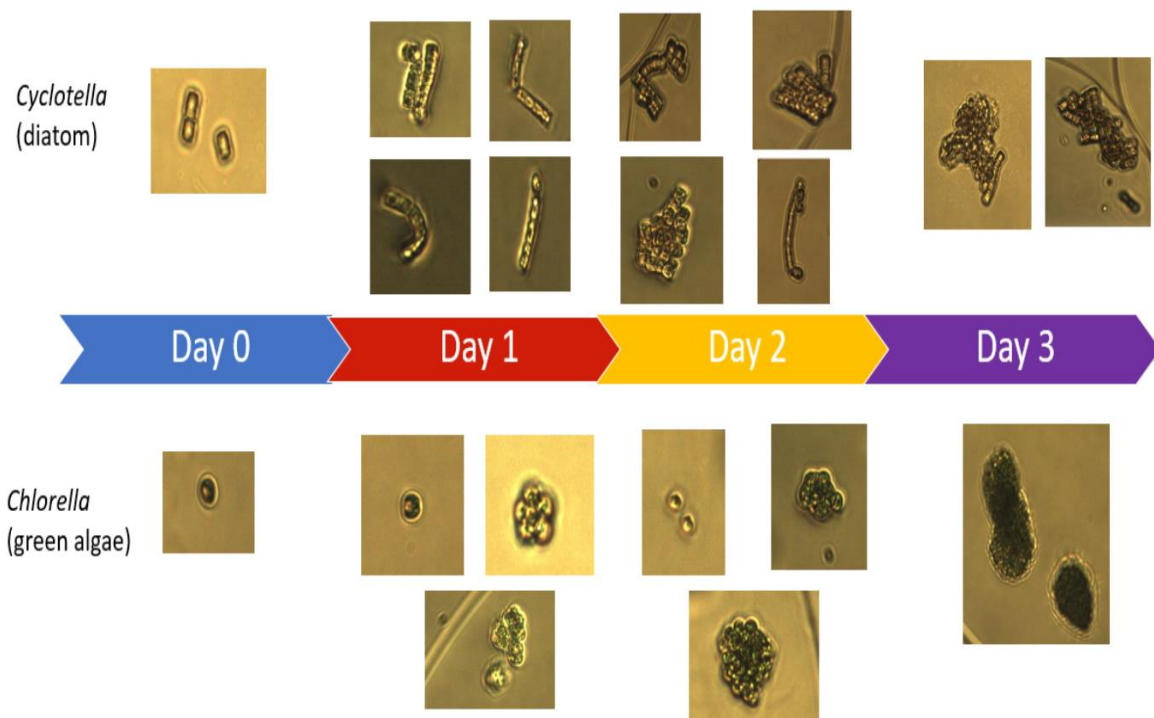 Cyclotella
(diatom)
Day 0
Day 1
Day 2
Day 3
Chlorella
(green algae)